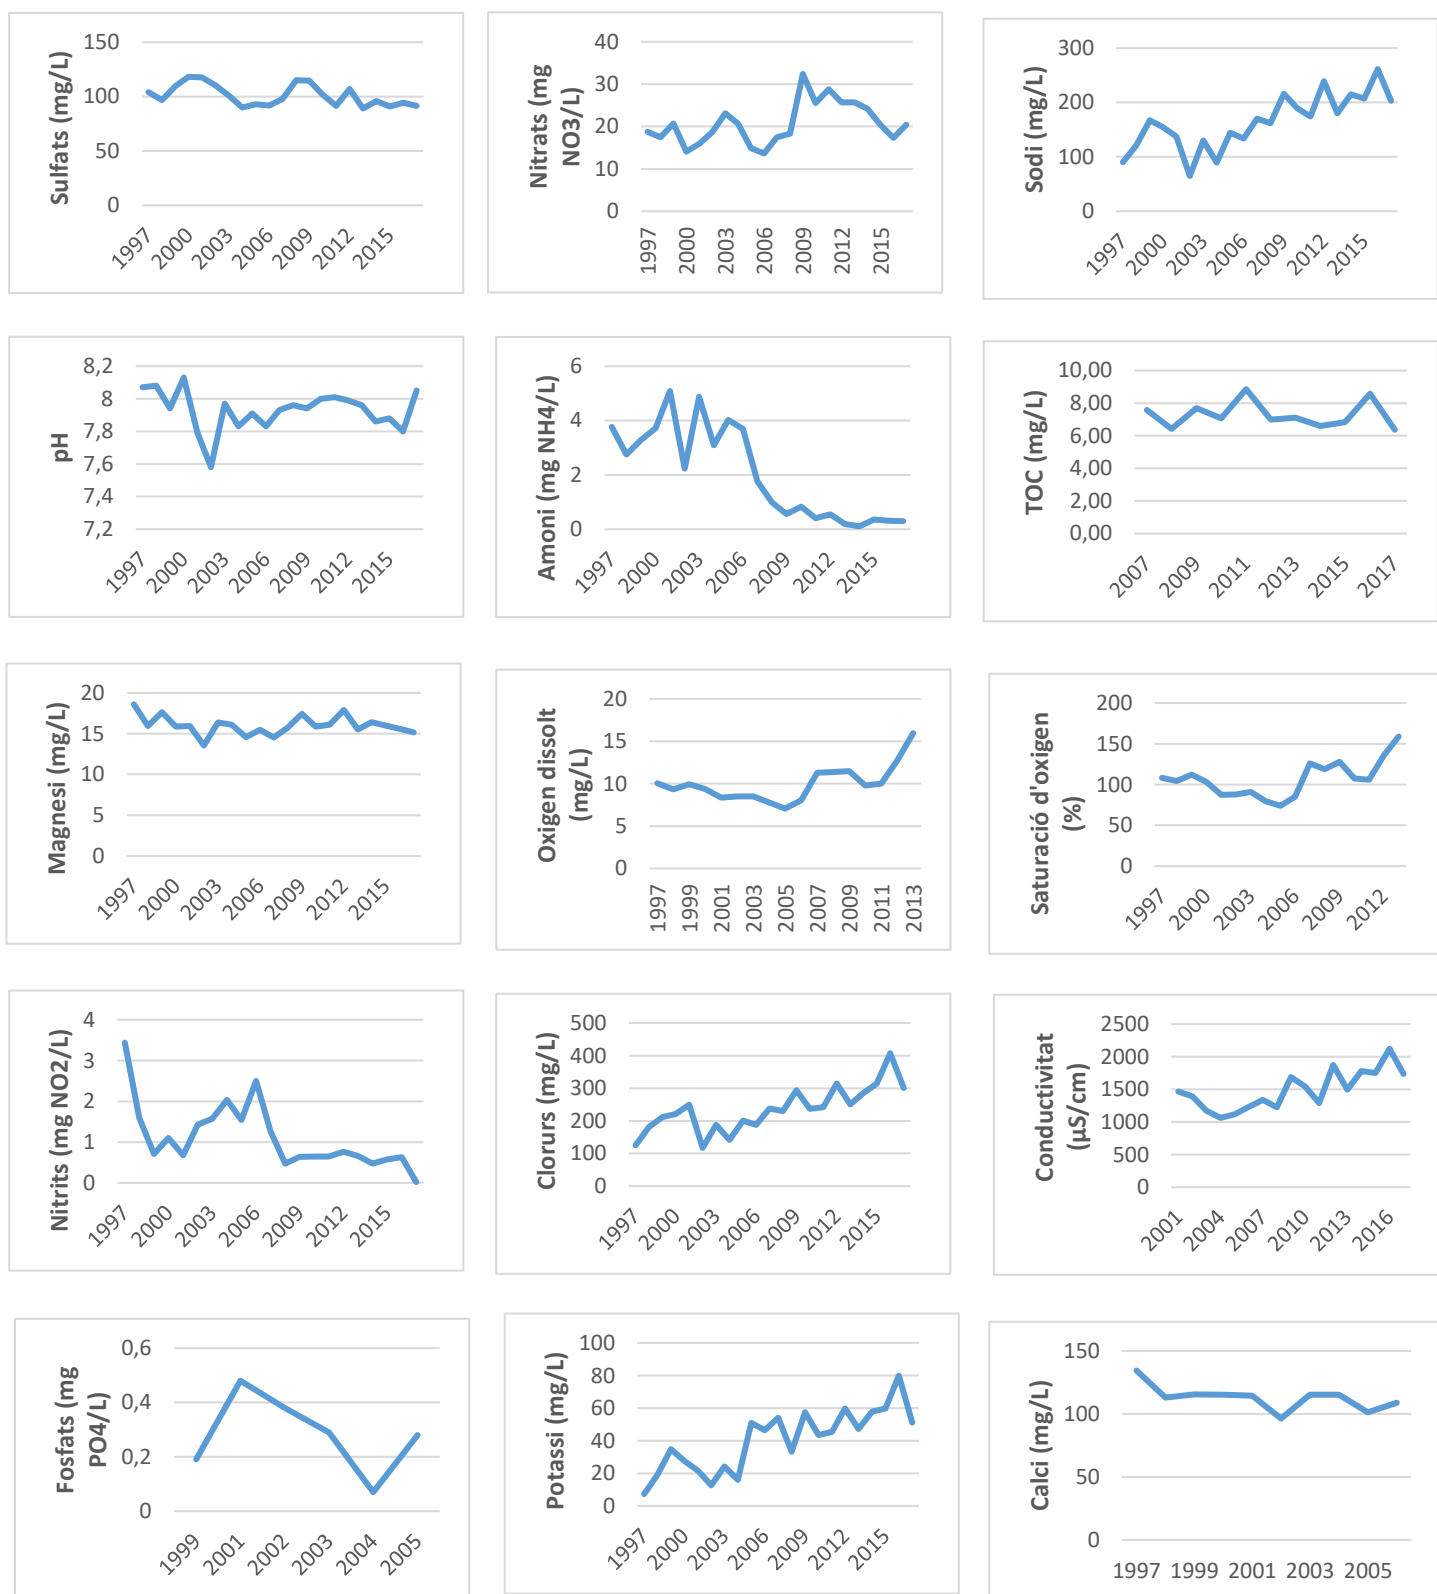 Sulfats (mg/L)
150
100
50
0
1997 2000 2003 2006 2009 2012 2015
Nitrats (mg
NO3/L)
40
30
20
10
0
1997 2000 2003 2006 2009 2012 2015
Sodi (mg/L)
300
200
100
0
1997 2000 2003 2006 2009 2012 2015
pH
8,2
8
7,8
7,6
7,4
7,2
1997 2000 2003 2006 2009 2012 2015
Amoni (mg NH4/L)
6
4
2
0
1997 2000 2003 2006 2009 2012 2015
TOC (mg/L)
10,00
8,00
6,00
4,00
2,00
0,00
2007 2009 2011 2013 2015 2017
Magnesi (mg/L)
20
15
10
5
0
1997 2000 2003 2006 2009 2012 2015
Oxigen dissolt
(mg/L)
20
15
10
5
0
1997 1999 2001 2003 2005 2007 2009 2011 2013
Saturació d'oxigen
(%)
200
150
100
50
0
1997 2000 2003 2006 2009 2012
Nitrits (mg NO2/L)
4
3
2
1
0
1997 2000 2003 2006 2009 2012 2015
Clorurs (mg/L)
500
400
300
200
100
0
1997 2000 2003 2006 2009 2012 2015
Conductivitat
(µS/cm)
2500
2000
1500
1000
500
0
2001 2004 2007 2010 2013 2016
Fosfats (mg
PO4/L)
0,6
0,4
0,2
0
1999 2001 2002 2003 2004 2005
Potassi (mg/L)
100
80
60
40
20
0
1997 2000 2003 2006 2009 2012 2015
Calci (mg/L)
150
100
50
0
1997 1999 2001 2003 2005